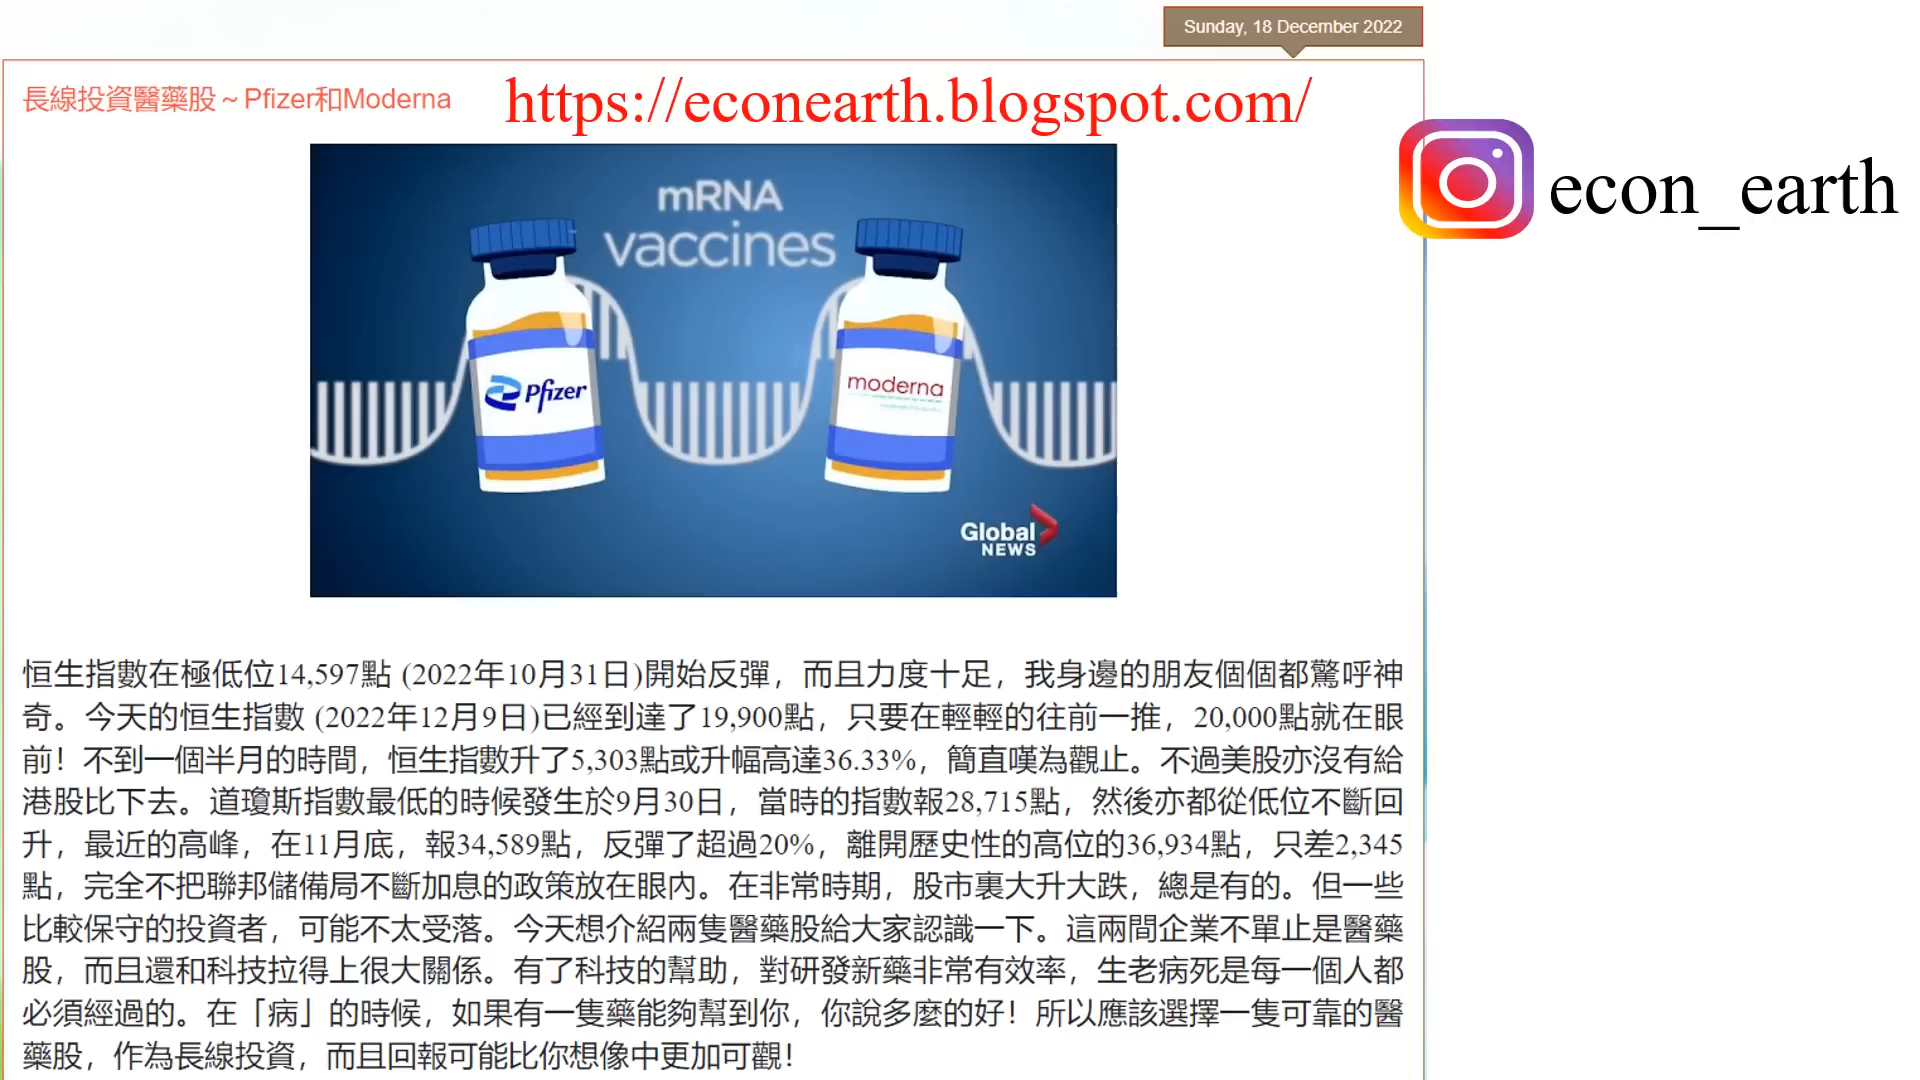 Sunday, 18 December 2022
長線投資醫藥股～Pfizer和Moderna
https://econearth.blogspot.com/
econ_earth
mRNA
vaccines
Pfizer
moderna
Global
NEWS
恒生指數在極低位14,597點 (2022年10月31日)開始反彈，而且力度十足，我身邊的朋友個個都驚呼神
奇。今天的恒生指數 (2022年12月9日)已經到達了19,900點，只要在輕輕的往前一推，20,000點就在眼
前！不到一個半月的時間，恒生指數升了5,303點或升幅高達36.33%，簡直嘆為觀止。不過美股亦沒有給
港股比下去。道瓊斯指數最低的時候發生於9月30日，當時的指數報28,715點，然後亦都從低位不斷回
升，最近的高峰，在11月底，報34,589點，反彈了超過20%，離開歷史性的高位的36,934點，只差2,345
點，完全不把聯邦儲備局不斷加息的政策放在眼內。在非常時期，股市裏大升大跌，總是有的。但一些
比較保守的投資者，可能不太受落。今天想介紹兩隻醫藥股給大家認識一下。這兩間企業不單止是醫藥
股，而且還和科技拉得上很大關係。有了科技的幫助，對研發新藥非常有效率，生老病死是每一個人都
必須經過的。在「病」的時候，如果有一隻藥能夠幫到你，你說多麼的好！所以應該選擇一隻可靠的醫
藥股，作為長線投資，而且回報可能比你想像中更加可觀！